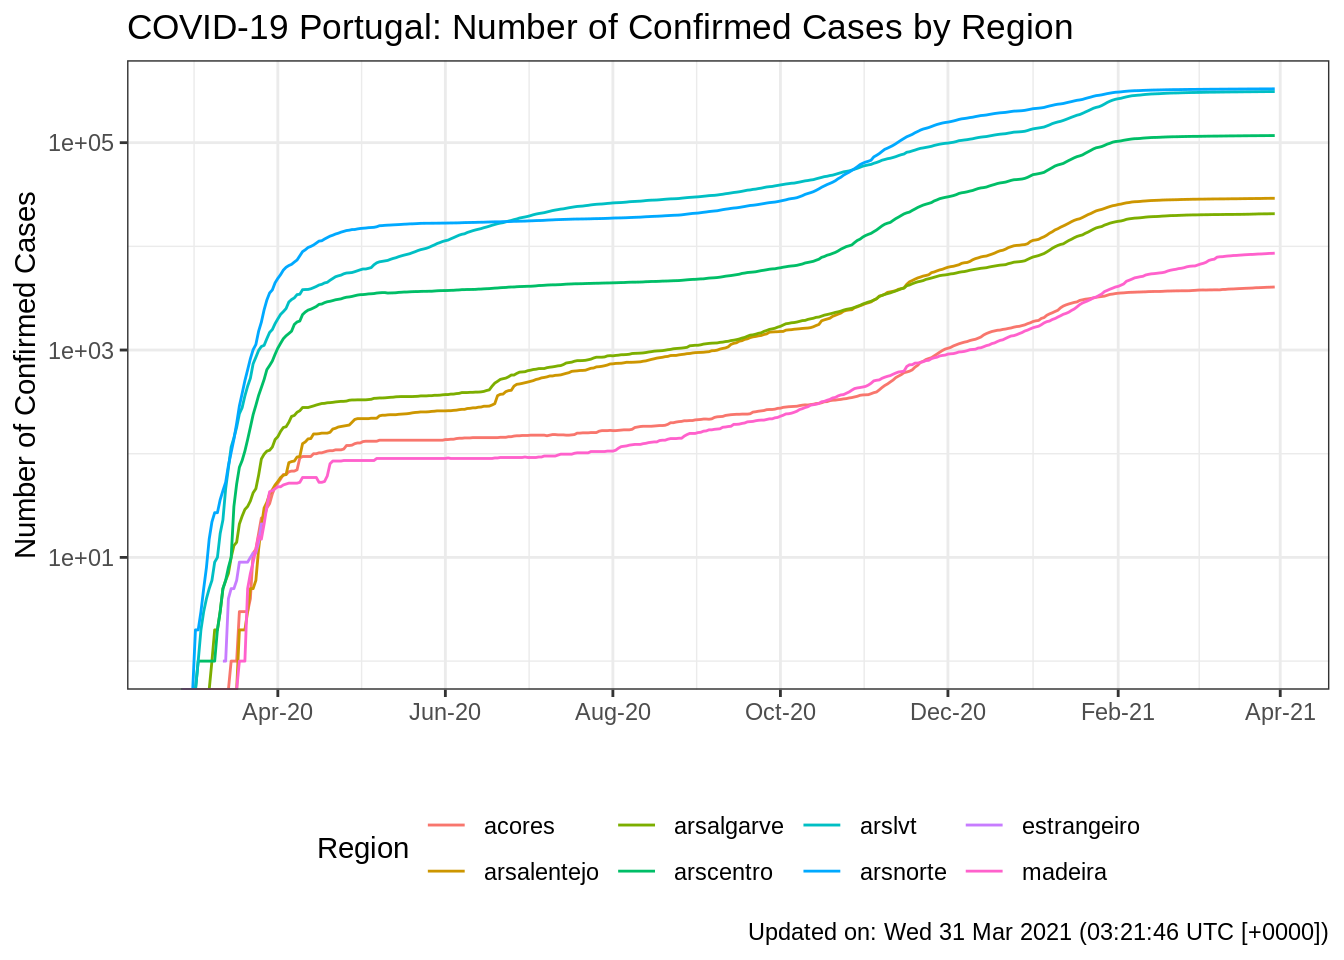 COVID-19 Portugal: Number of Confirmed Cases by Region
Number of Confirmed Cases
1e+05
1e+03
1e+01
Apr-20 Jun-20 Aug-20 Oct-20 Dec-20 Feb-21 Apr-21
Region
acores arsalgarve arslvt estrangeiro
arsalentejo arscentro arsnorte madeira
Updated on: Wed 31 Mar 2021 (03:21:46 UTC [+0000])